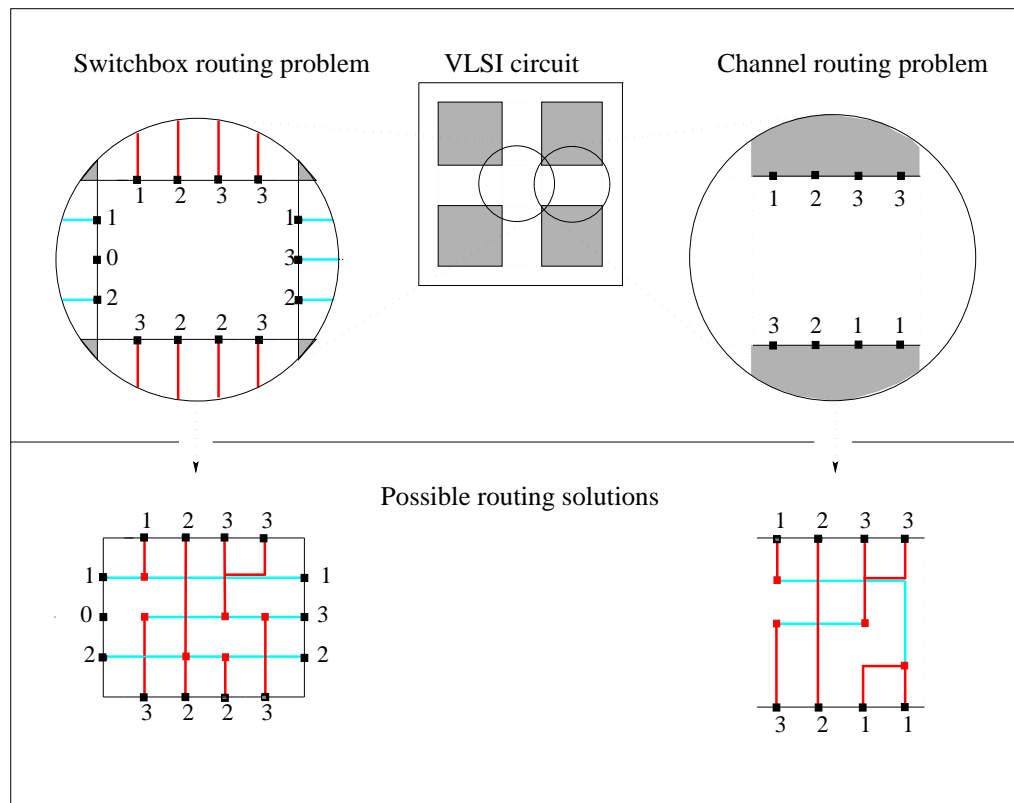 Switchbox routing problem
VLSI circuit
Channel routing problem
1 2 3 3
1 1
0 3
2 2
3 2 2 3
1 2 3 3
3 2 1 1
Possible routing solutions
1 2 3 3
1 1
0 3
2 2
3 2 2 3
1 2 3 3
3 2 1 1